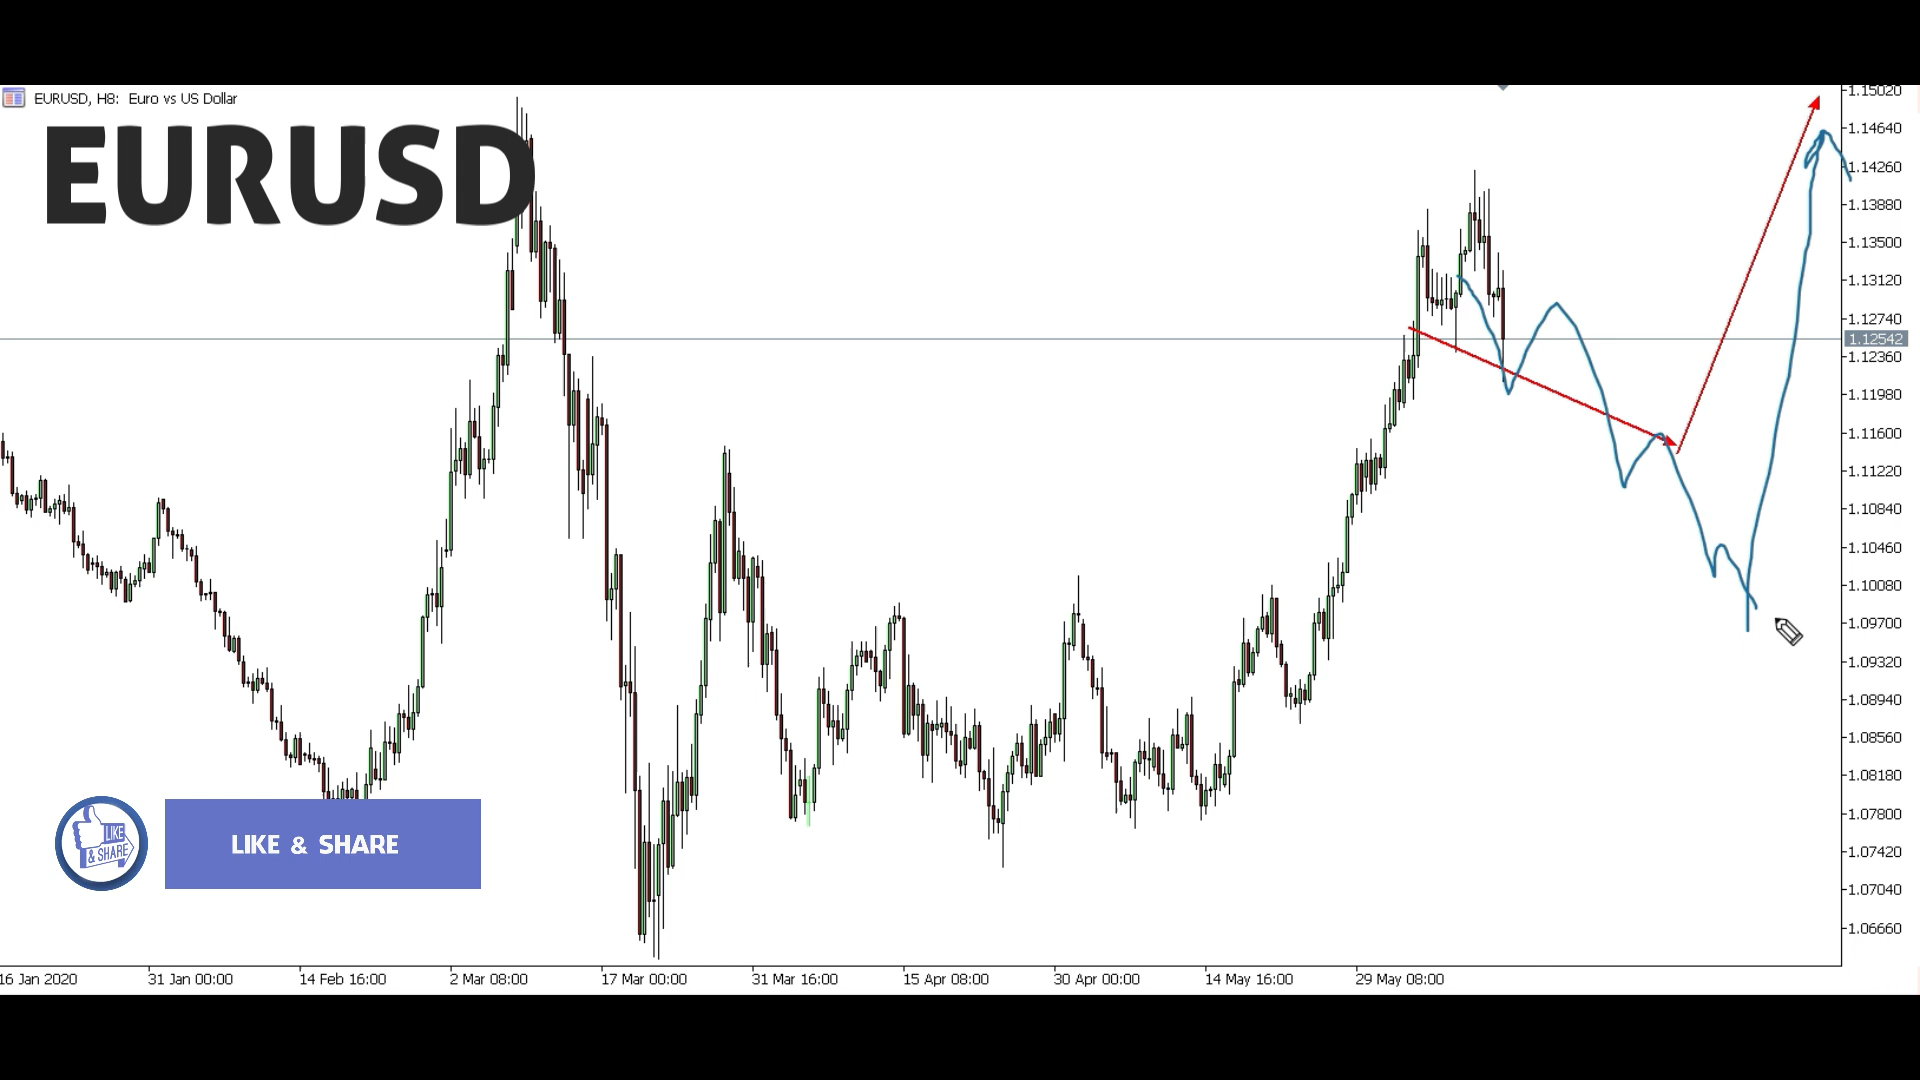 EURUSD, H8: Euro vs US Dollar
EURUSD
1.15020
1.14640
1.14260
1.13880
1.13500
1.13120
1.12740
1.12542
1.12360
1.11980
1.11600
1.11220
1.10840
1.10460
1.10080
1.09700
1.09320
1.08940
1.08560
1.08180
1.07800
1.07420
1.07040
1.06660
LIKE
& SHARE
LIKE & SHARE
16 Jan 2020
31 Jan 00:00
14 Feb 16:00
2 Mar 08:00
17 Mar 00:00
31 Mar 16:00
15 Apr 08:00
30 Apr 00:00
14 May 16:00
29 May 08:00